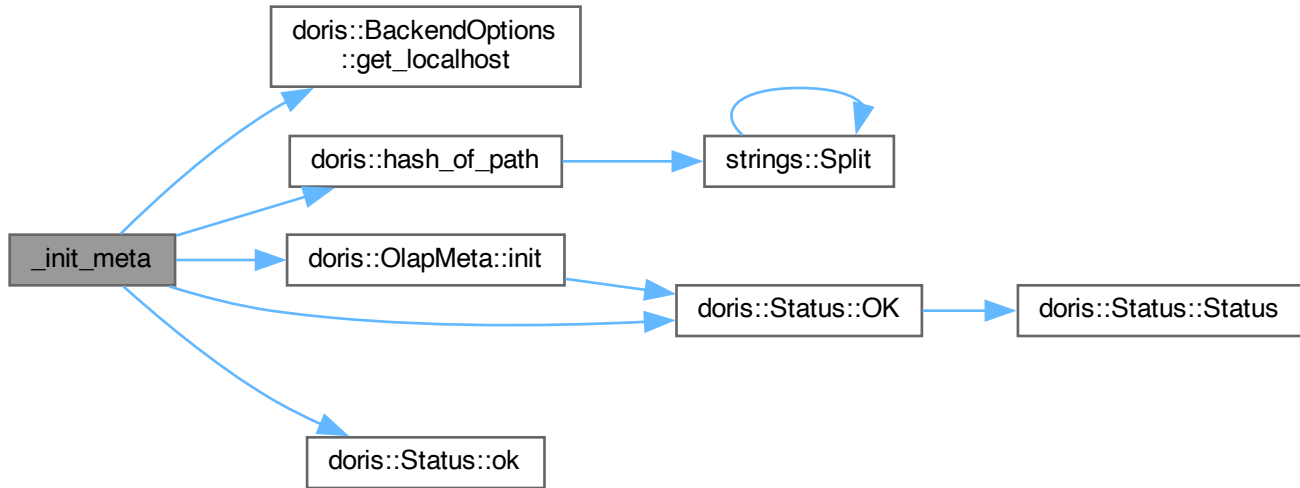 doris::BackendOptions
::get_localhost
doris::hash_of_path
strings::Split
_init_meta
doris::OlapMeta::init
doris::Status::OK
doris::Status::Status
doris::Status::ok